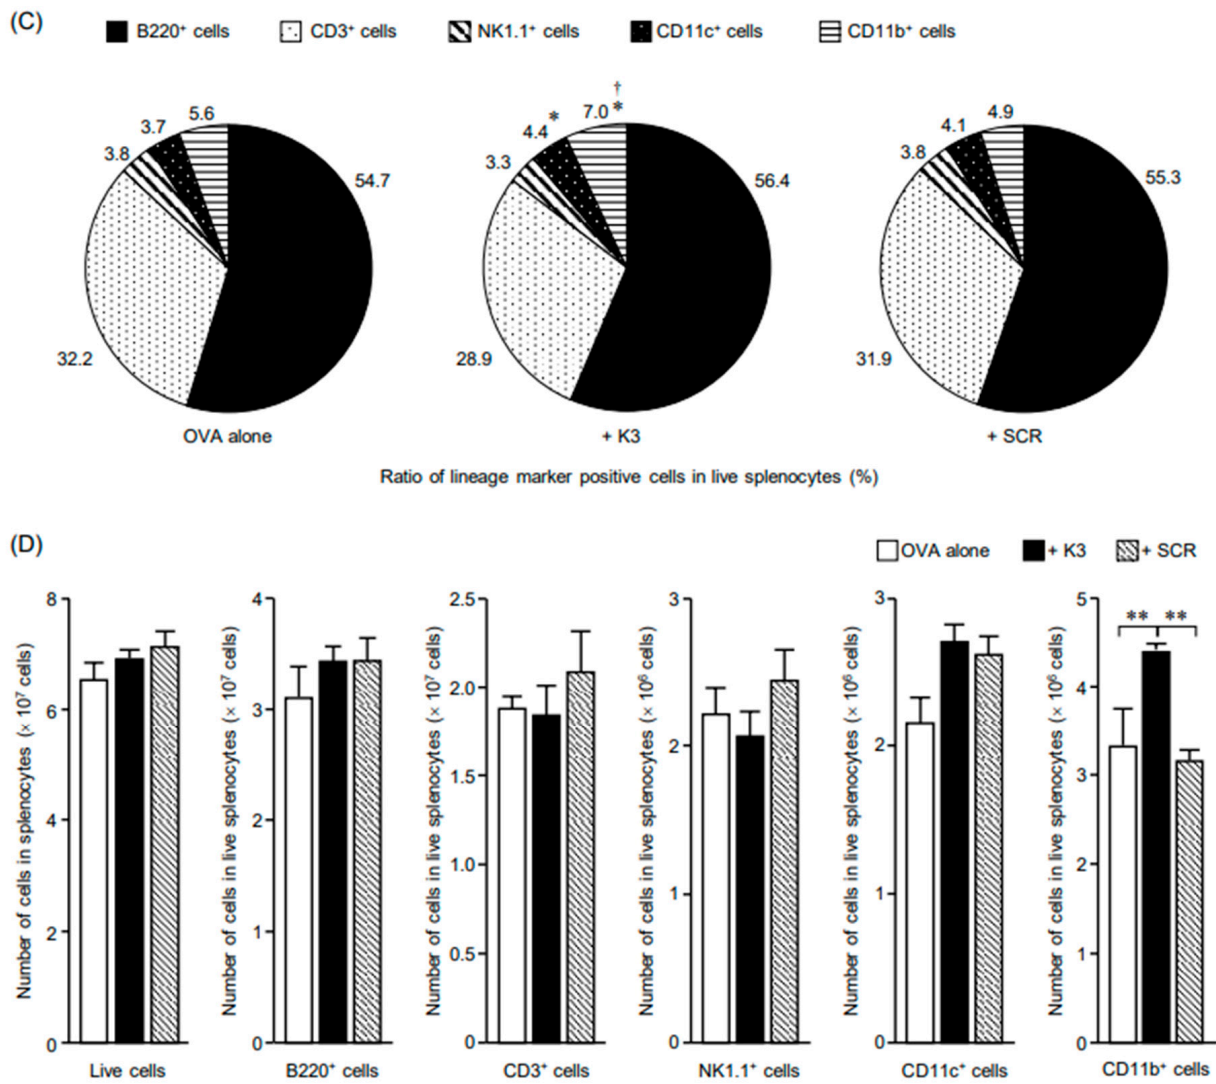 (C)
B220⁺ cells CD3⁺ cells NK1.1⁺ cells CD11c⁺ cells CD11b⁺ cells
3.8 3.7 5.6 54.7 32.2
OVA alone
3.3 4.4 * 7.0 † * 56.4 28.9
+ K3
3.8 4.1 4.9 55.3 31.9
+ SCR
Ratio of lineage marker positive cells in live splenocytes (%)
(D)
OVA alone + K3 + SCR
Number of cells in splenocytes (× 10⁷ cells)
8
6
4
2
0
Live cells
Number of cells in live splenocytes (× 10⁷ cells)
4
3
2
1
0
B220⁺ cells
Number of cells in live splenocytes (× 10⁷ cells)
2.5
2.0
1.5
1.0
0.5
0
CD3⁺ cells
Number of cells in live splenocytes (× 10⁶ cells)
3
2
1
0
NK1.1⁺ cells
Number of cells in live splenocytes (× 10⁶ cells)
3
2
1
0
CD11c⁺ cells
Number of cells in live splenocytes (× 10⁶ cells)
5
4
3
2
1
0
** **
CD11b⁺ cells